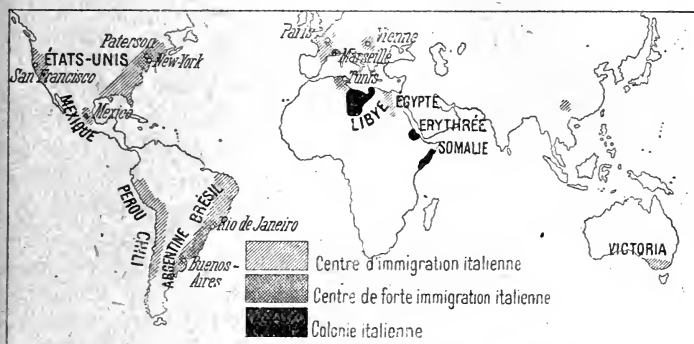 Paterson
ÉTATS-UNIS
New-York
San Francisco
MEXIQUE
Mexico
Paris
Vienne
Marseille
Tunis
LIBYE
ÉGYPTE
ERYTHRÉE
SOMALIE
PEROU
CHILI
BRÉSIL
ARGENTINE
Rio de Janeiro
Buenos-
Aires
VICTORIA
Centre d'immigration italienne
Centre de forte immigration italienne
Colonie italienne